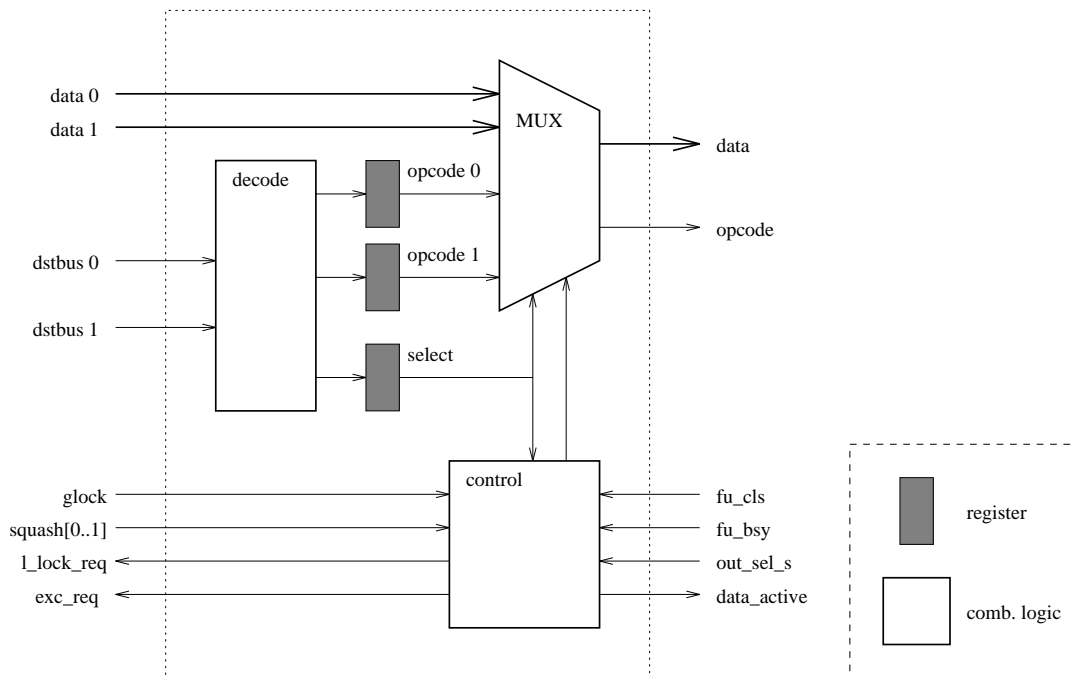 data 0
data 1
MUX
data
decode
opcode 0
opcode
dstbus 0
opcode 1
dstbus 1
select
control
glock
fu_cls
squash[0..1]
fu_bsy
register
l_lock_req
out_sel_s
exc_req
data_active
comb. logic